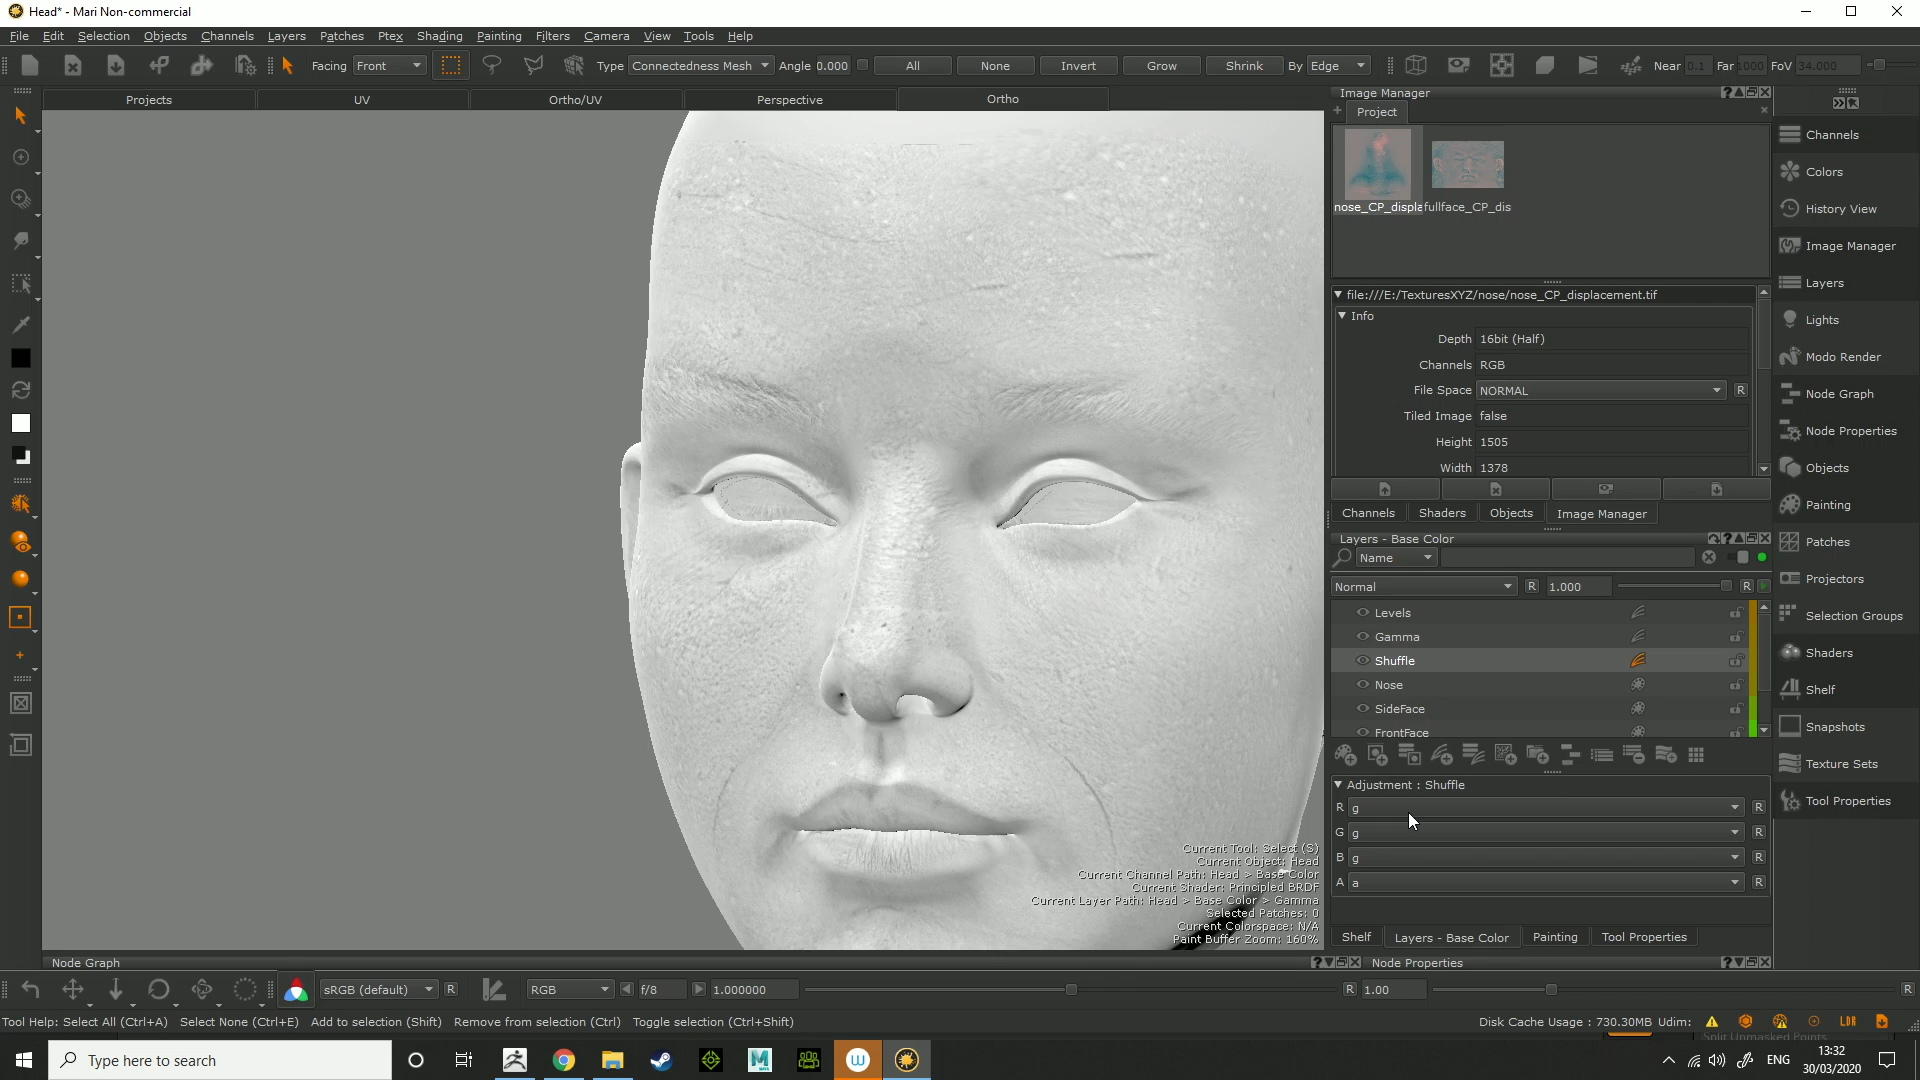 Head* - Mari Non-commercial
File Edit Selection Objects Channels Layers Patches Ptex Shading Painting Filters Camera View Tools Help
Facing Front Type Connectedness Mesh Angle 0.000 All None Invert Grow Shrink By Edge Near 0.1 Far 1000 FoV 34.000
Projects UV Ortho/UV Perspective Ortho
Image Manager
Project
nose_CP_displa fullface_CP_dis
file:///E:/TexturesXYZ/nose/nose_CP_displacement.tif
Info
Depth 16bit (Half)
Channels RGB
File Space NORMAL R
Tiled Image false
Height 1505
Width 1378
Channels Shaders Objects Image Manager
Layers - Base Color
Name
Normal R 1.000 R
Levels
Gamma
Shuffle
Nose
SideFace
FrontFace
Adjustment : Shuffle
R g R
G g R
B g R
A a R
Shelf Layers - Base Color Painting Tool Properties
Channels
Colors
History View
Image Manager
Layers
Lights
Modo Render
Node Graph
Node Properties
Objects
Painting
Patches
Projectors
Selection Groups
Shaders
Shelf
Snapshots
Texture Sets
Tool Properties
Current Tool: Select (S)
Current Object: Head
Current Channel Path: Head > Base Color
Current Shader: Principled BRDF
Current Layer Path: Head > Base Color > Gamma
Selected Patches: 0
Current Colorspace: N/A
Paint Buffer Zoom: 160%
Node Graph Node Properties
sRGB (default) R RGB f/8 1.000000 R 1.00 R
Tool Help: Select All (Ctrl+A) Select None (Ctrl+E) Add to selection (Shift) Remove from selection (Ctrl) Toggle selection (Ctrl+Shift) Disk Cache Usage : 730.30MB Udim: LDR
Split Unmasked Points
Type here to search
ENG
13:32
30/03/2020